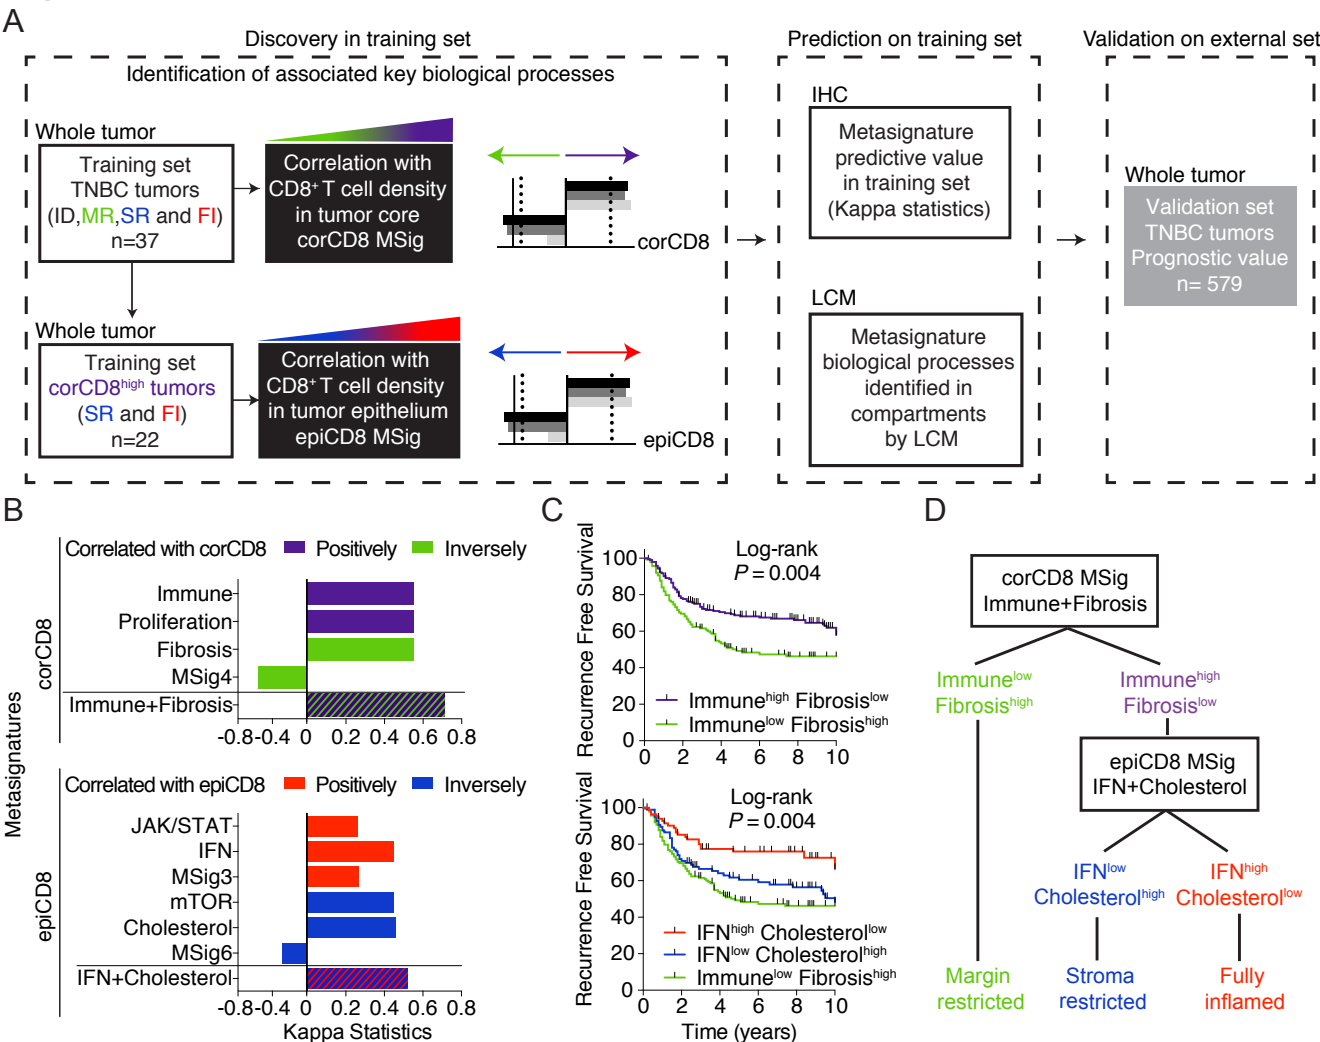 A
Discovery in training set
Prediction on training set
Validation on external set
Identification of associated key biological processes
Whole tumor
Training set
TNBC tumors
(ID,MR,SR and FI)
n=37
Correlation with
CD8+ T cell density
in tumor core
corCD8 MSig
corCD8
Whole tumor
Training set
corCD8high tumors
(SR and FI)
n=22
Correlation with
CD8+ T cell density
in tumor epithelium
epiCD8 MSig
epiCD8
IHC
Metasignature
predictive value
in training set
(Kappa statistics)
LCM
Metasignature
biological processes
identified in
compartments
by LCM
Whole tumor
Validation set
TNBC tumors
Prognostic value
n= 579
B
Metasignatures
corCD8
Correlated with corCD8 Positively Inversely
Immune
Proliferation
Fibrosis
MSig4
Immune+Fibrosis
-0.8 -0.4 0 0.2 0.4 0.6 0.8
epiCD8
Correlated with epiCD8 Positively Inversely
JAK/STAT
IFN
MSig3
mTOR
Cholesterol
MSig6
IFN+Cholesterol
-0.8 -0.4 0 0.2 0.4 0.6 0.8
Kappa Statistics
C
Recurrence Free Survival
100
80
60
40
20
0
Log-rank
P = 0.004
Immunehigh Fibrosislow
Immunelow Fibrosishigh
0 2 4 6 8 10
Recurrence Free Survival
100
80
60
40
20
0
Log-rank
P = 0.004
IFNhigh Cholesterollow
IFNlow Cholesterolhigh
Immunelow Fibrosishigh
0 2 4 6 8 10
Time (years)
D
corCD8 MSig
Immune+Fibrosis
Immunelow
Fibrosishigh
Immunehigh
Fibrosislow
epiCD8 MSig
IFN+Cholesterol
IFNlow
Cholesterolhigh
IFNhigh
Cholesterollow
Margin
restricted
Stroma
restricted
Fully
inflamed